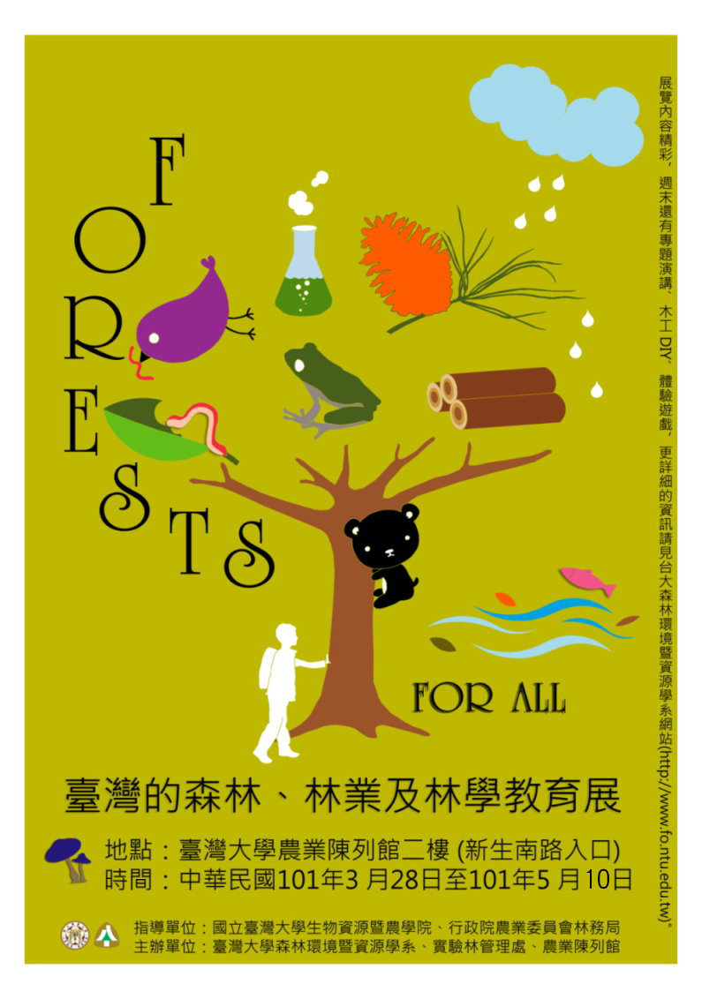 FORESTS
FOR ALL
臺灣的森林、林業及林學教育展
地點：臺灣大學農業陳列館二樓 (新生南路入口)
時間：中華民國101年3 月28日至101年5 月10日
指導單位：國立臺灣大學生物資源暨農學院、行政院農業委員會林務局
主辦單位：臺灣大學森林環境暨資源學系、實驗林管理處、農業陳列館
展覽內容精彩，週末還有專題演講、木工DIY、體驗遊戲，更詳細的資訊請見台大森林環境暨資源學系網站(http://www.fo.ntu.edu.tw)。